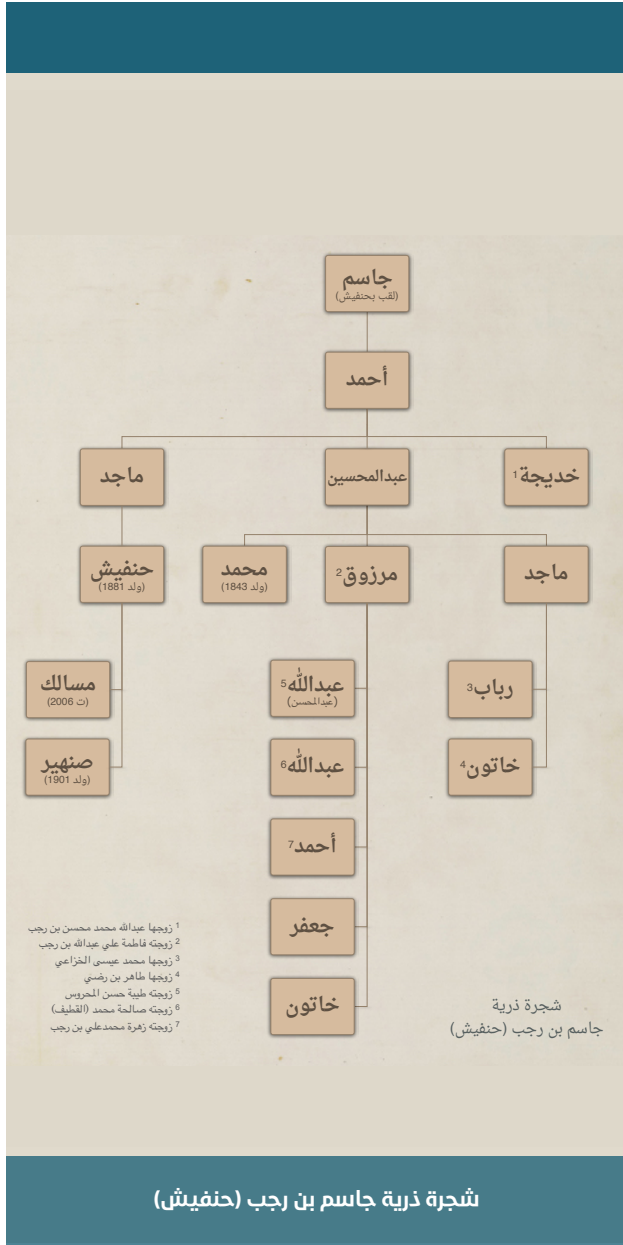 جاسم
(لقب بحنفيش)
أحمد
خديجة¹
عبدالمحسين
ماجد
ماجد
مرزوق²
محمد
(ولد 1843)
حنفيش
(ولد 1881)
رباب³
عبدالله⁵
(عبدالمحسن)
مسالك
(ت 2006)
خاتون⁴
عبدالله⁶
صنهير
(ولد 1901)
أحمد⁷
جعفر
خاتون
¹ زوجها عبدالله محمد محسن بن رجب
² زوجته فاطمة علي عبدالله بن رجب
³ زوجها محمد عيسى الخزاعي
⁴ زوجها طاهر بن رضي
⁵ زوجته طيبة حسن المحروس
⁶ زوجته صالحة محمد (القطيف)
⁷ زوجته زهرة محمدعلي بن رجب
شجرة ذرية
جاسم بن رجب (حنفيش)
شجرة ذرية جاسم بن رجب (حنفيش)